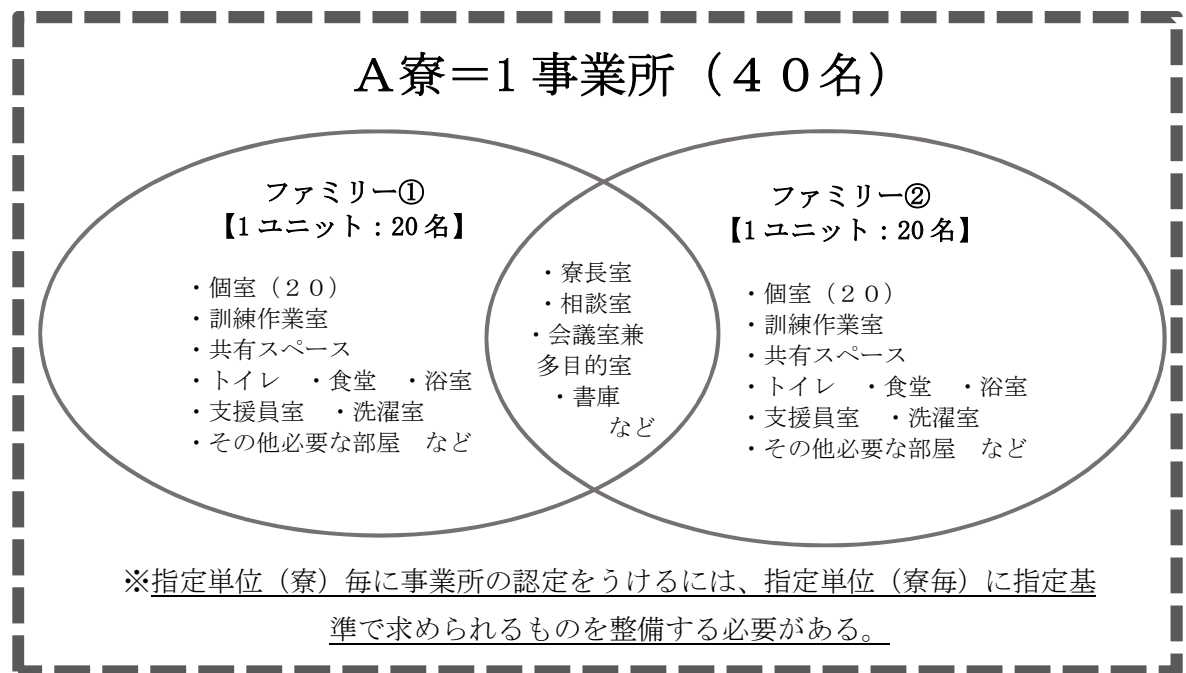 Ａ寮＝1 事業所（４０名）
ファミリー①
【1 ユニット：20 名】
・個室（２０）
・訓練作業室
・共有スペース
・トイレ　・食堂　・浴室
・支援員室　・洗濯室
・その他必要な部屋　など
・寮長室
・相談室
・会議室兼
多目的室
・書庫
など
ファミリー②
【1 ユニット：20 名】
・個室（２０）
・訓練作業室
・共有スペース
・トイレ　・食堂　・浴室
・支援員室　・洗濯室
・その他必要な部屋　など
※指定単位（寮）毎に事業所の認定をうけるには、指定単位（寮毎）に指定基
準で求められるものを整備する必要がある。